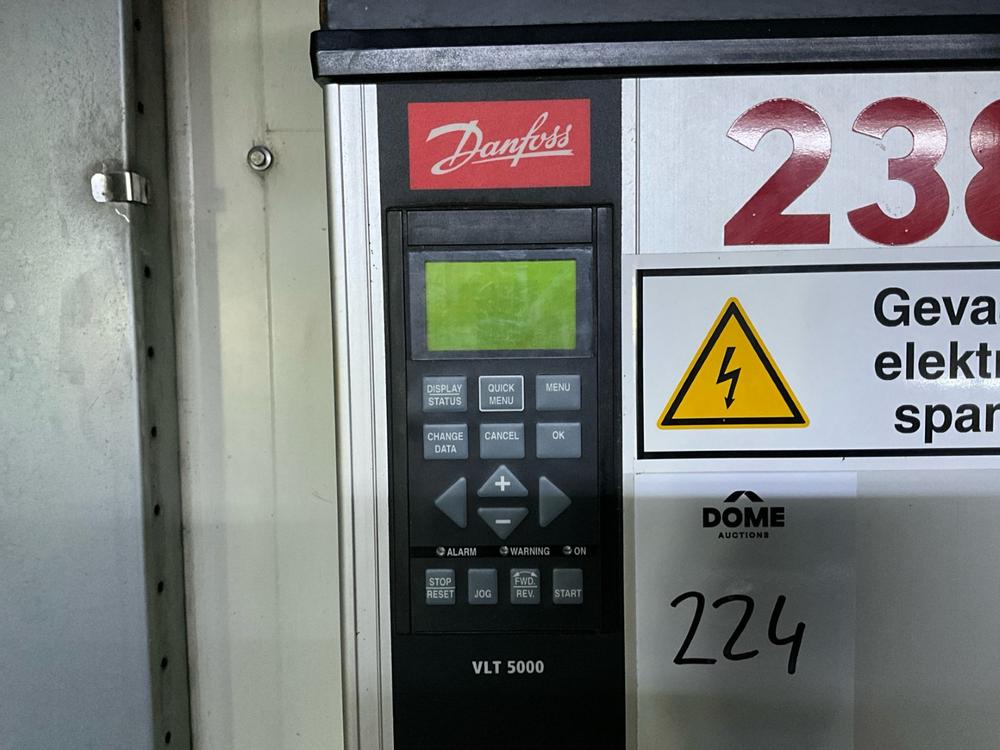 Danfoss
DISPLAY
STATUS
QUICK
MENU
MENU
CHANGE
DATA
CANCEL
OK
+
−
ALARM
WARNING
ON
STOP
RESET
JOG
FWD.
REV.
START
VLT 5000
238
Geva
elektr
span
DOME
AUCTIONS
224